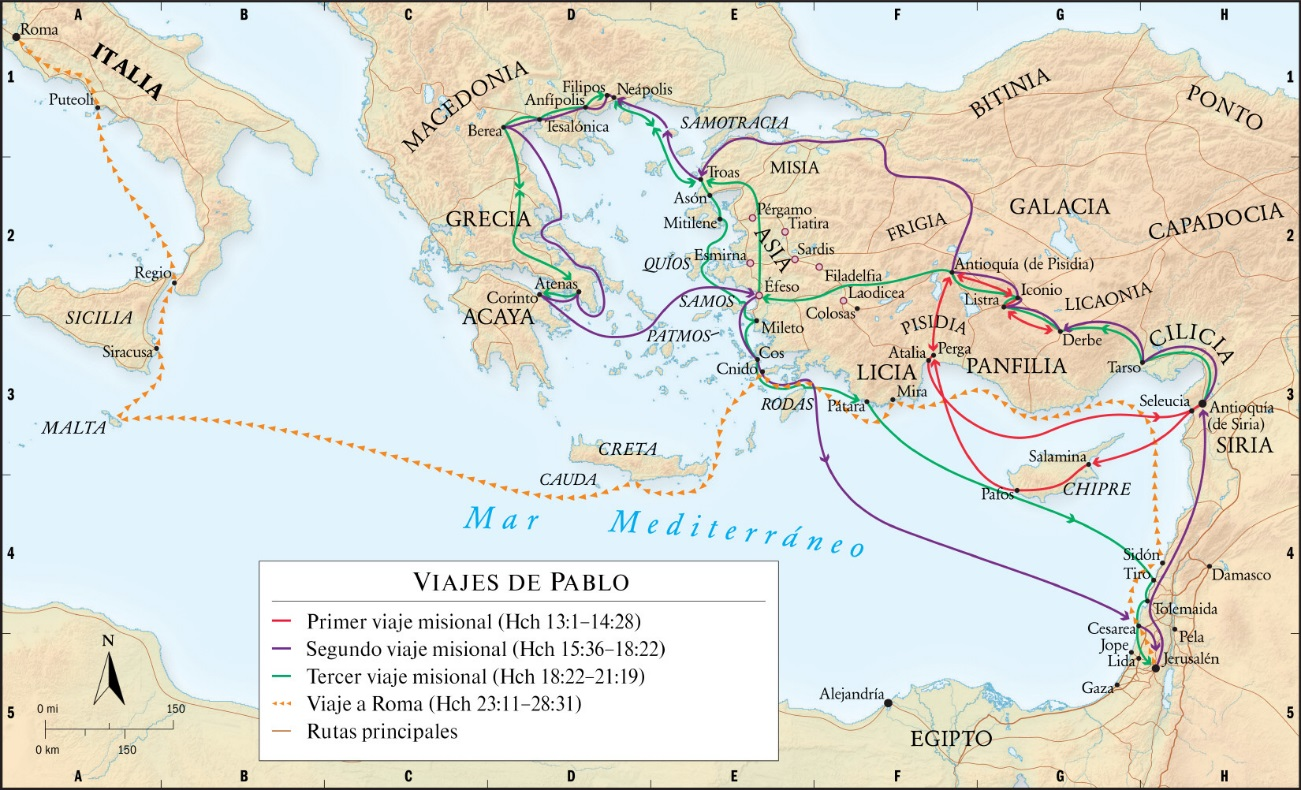 A B C D E F G H
Roma
ITALIA
1
Puteoli
MACEDONIA
Filipos
Neápolis
Anfípolis
Berea
Tesalónica
SAMOTRACIA
BITINIA
PONTO
1
Troas
MISIA
Asón
Mitilene
Pérgamo
Tiatira
ASIA
GRECIA
FRIGIA
GALACIA
CAPADOCIA
2
2
Regio
QUÍOS
Esmirna
Sardis
Filadelfia
Antioquía (de Pisidia)
SICILIA
Atenas
Corinto
ACAYA
SAMOS
Éfeso
Laodicea
Colosas
Listra
Iconio
LICAONIA
Siracusa
PATMOS
Mileto
PISIDIA
Derbe
CILICIA
Cos
Cnido
Atalia
Perga
LICIA
PANFILIA
Tarso
3
3
MALTA
RODAS
Pátara
Mira
Seleucia
Antioquía
(de Siria)
SIRIA
CRETA
CAUDA
Salamina
Pafos
CHIPRE
Mar Mediterráneo
4
4
Sidón
Tiro
Damasco
Tolemaida
Cesarea
Pela
Jope
Lida
Jerusalén
Gaza
Alejandría
EGIPTO
5
5
VIAJES DE PABLO
Primer viaje misional (Hch 13:1–14:28)
Segundo viaje misional (Hch 15:36–18:22)
Tercer viaje misional (Hch 18:22–21:19)
Viaje a Roma (Hch 23:11–28:31)
Rutas principales
N
0 mi 150
0 km 150
A B C D E F G H